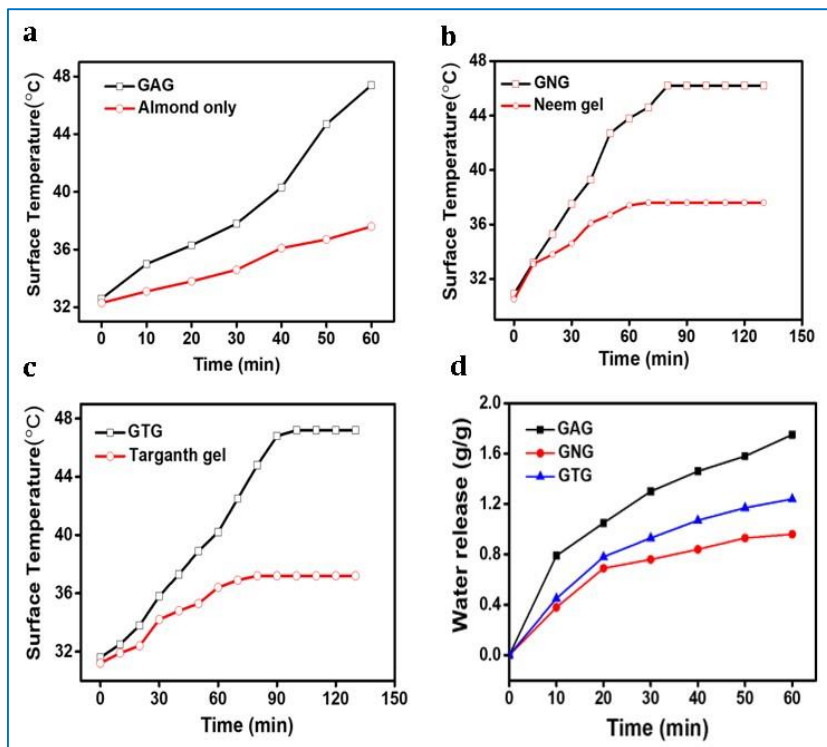 a
Surface Temperature(°C)
48
44
40
36
32
GAG
Almond only
0 10 20 30 40 50 60
Time (min)
b
Surface Temperature(°C)
48
44
40
36
32
GNG
Neem gel
0 30 60 90 120 150
Time (min)
c
Surface Temperature(°C)
48
44
40
36
32
GTG
Targanth gel
0 30 60 90 120 150
Time (min)
d
Water release (g/g)
2.0
1.6
1.2
0.8
0.4
0.0
GAG
GNG
GTG
0 10 20 30 40 50 60
Time (min)